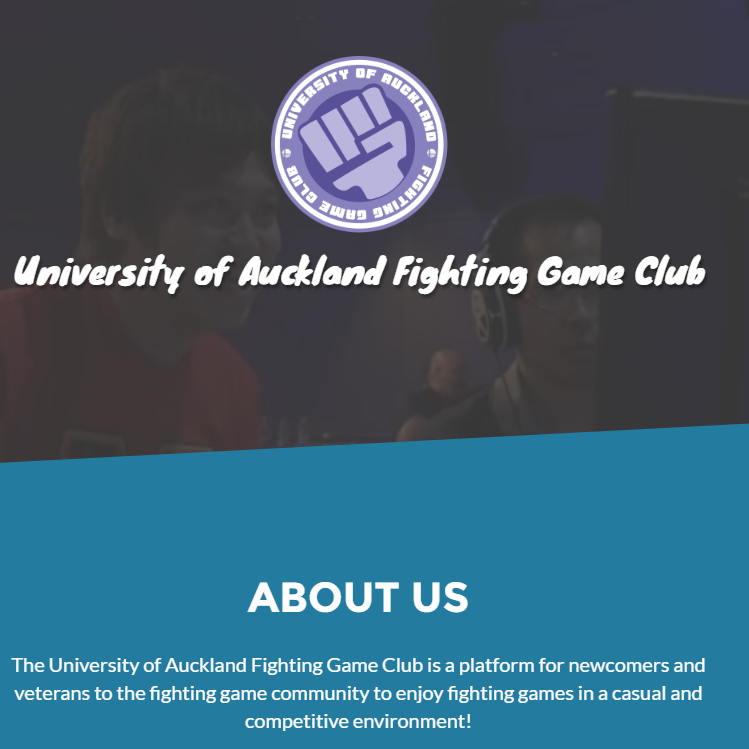 UNIVERSITY OF AUCKLAND
FIGHTING GAME CLUB
University of Auckland Fighting Game Club
ABOUT US
The University of Auckland Fighting Game Club is a platform for newcomers and
veterans to the fighting game community to enjoy fighting games in a casual and
competitive environment!